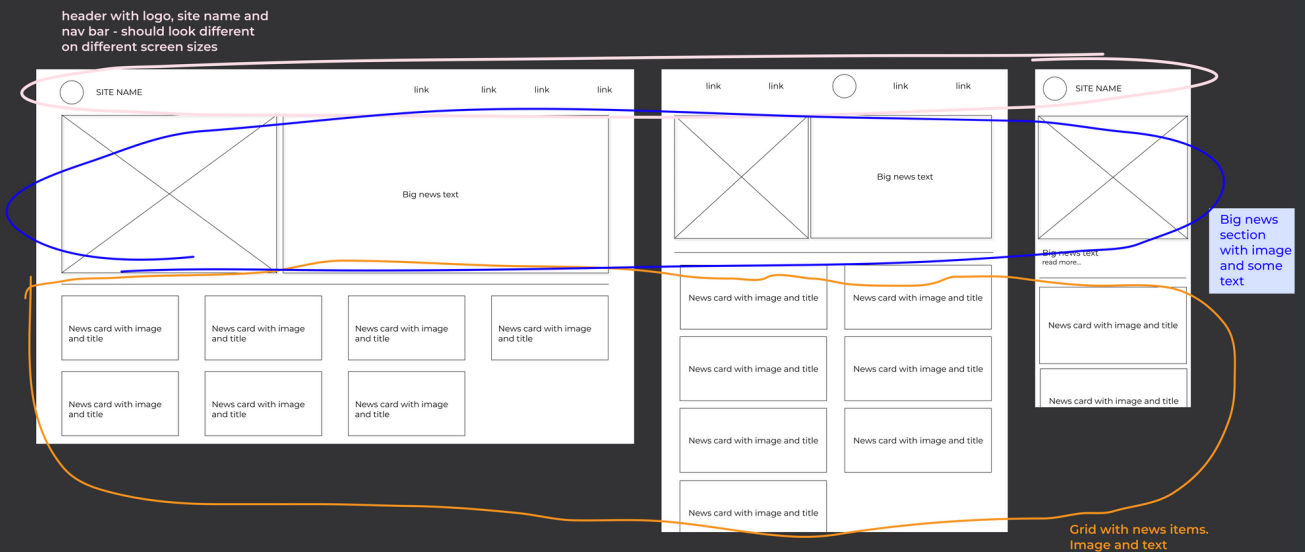 header with logo, site name and
nav bar - should look different
on different screen sizes
SITE NAME
link
link
link
link
Big news text
News card with image
and title
News card with image
and title
News card with image
and title
News card with image
and title
News card with image
and title
News card with image
and title
News card with image
and title
link
link
link
link
Big news text
News card with image and title
News card with image and title
News card with image and title
News card with image and title
News card with image and title
News card with image and title
News card with image and title
SITE NAME
Big news text
read more...
News card with image and title
News card with image and title
Big news
section
with image
and some
text
Grid with news items.
Image and text